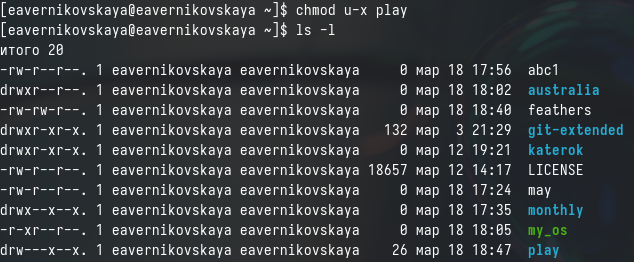 [eavernikovskaya@eavernikovskaya ~]$ chmod u-x play
[eavernikovskaya@eavernikovskaya ~]$ ls -l
итого 20
-rw-r--r--. 1 eavernikovskaya eavernikovskaya     0 мар 18 17:56  abc1
drwxr--r--. 1 eavernikovskaya eavernikovskaya     0 мар 18 18:02  australia
-rw-rw-r--. 1 eavernikovskaya eavernikovskaya     0 мар 18 18:40  feathers
drwxr-xr-x. 1 eavernikovskaya eavernikovskaya   132 мар  3 21:29  git-extended
drwxr-xr-x. 1 eavernikovskaya eavernikovskaya     0 мар 12 19:21  katerok
-rw-r--r--. 1 eavernikovskaya eavernikovskaya 18657 мар 12 14:17  LICENSE
-rw-r--r--. 1 eavernikovskaya eavernikovskaya     0 мар 18 17:24  may
drwx--x--x. 1 eavernikovskaya eavernikovskaya     0 мар 18 17:35  monthly
-r-xr--r--. 1 eavernikovskaya eavernikovskaya     0 мар 18 18:05  my_os
drw---x--x. 1 eavernikovskaya eavernikovskaya    26 мар 18 18:47  play